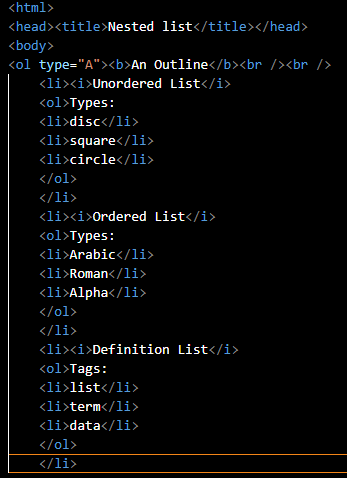 <html>
<head><title>Nested list</title></head>
<body>
<ol type="A"><b>An Outline</b><br /><br />
<li><i>Unordered List</i>
<ol>Types:
<li>disc</li>
<li>square</li>
<li>circle</li>
</ol>
</li>
<li><i>Ordered List</i>
<ol>Types:
<li>Arabic</li>
<li>Roman</li>
<li>Alpha</li>
</ol>
</li>
<li><i>Definition List</i>
<ol>Tags:
<li>list</li>
<li>term</li>
<li>data</li>
</ol>
</li>